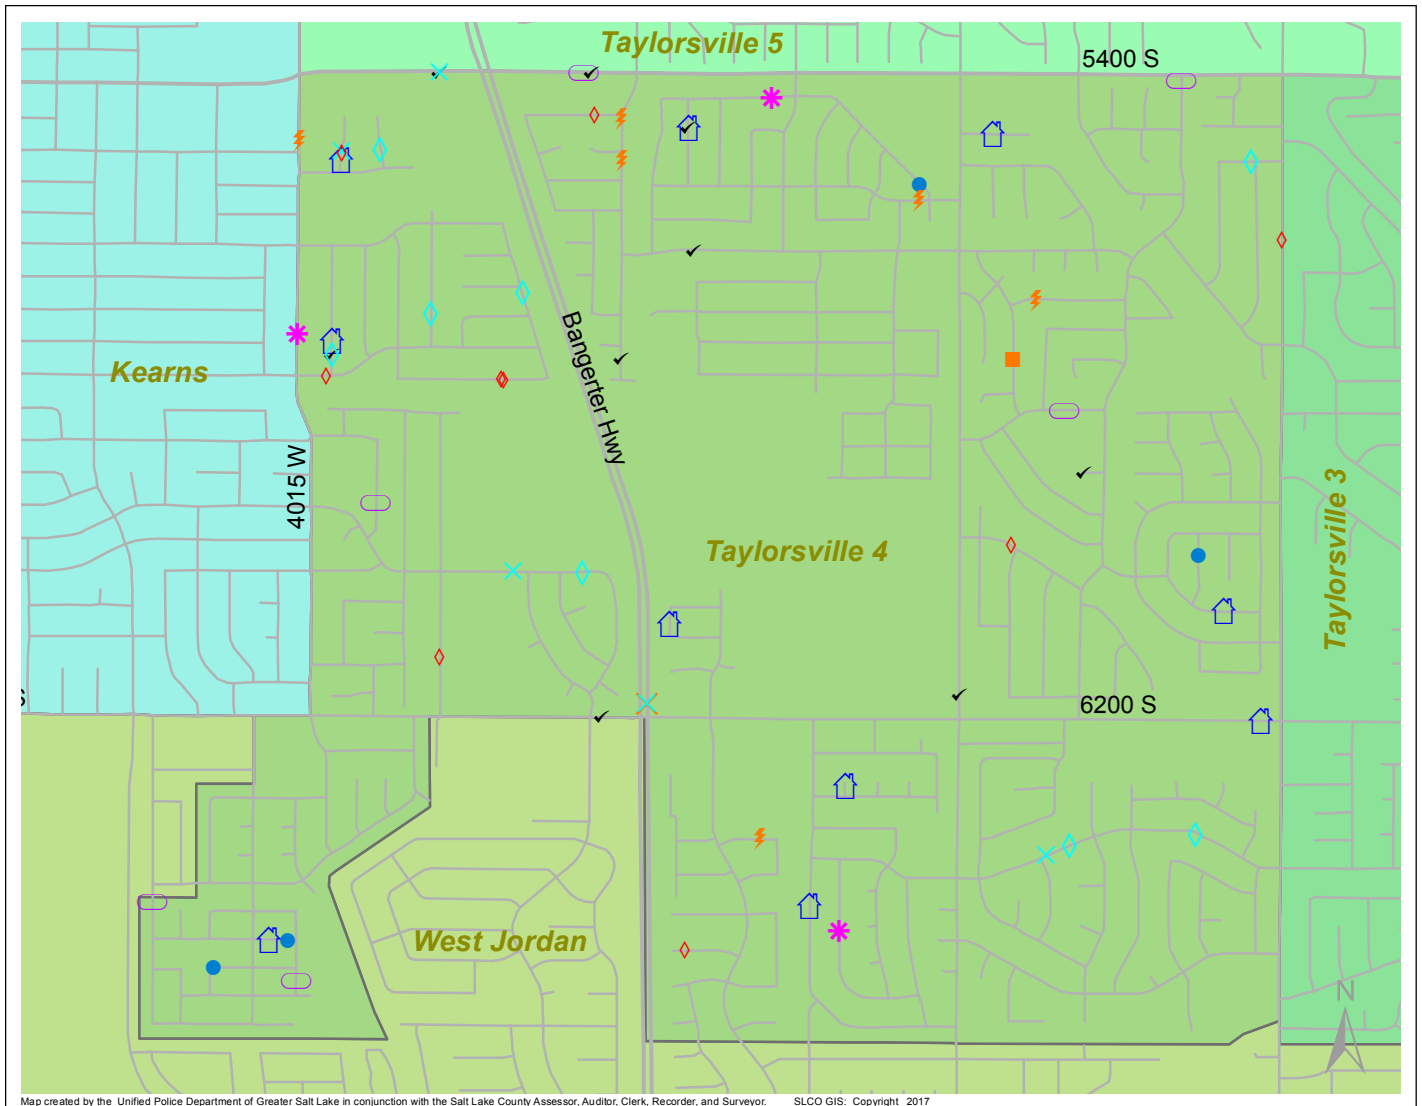 Taylorsville 5
5400 S
Bangerter Hwy
Kearns
4015 W
Taylorsville 4
Taylorsville 3
6200 S
West Jordan
N
Map created by the Unified Police Department of Greater Salt Lake in conjunction with the Salt Lake County Assessor, Auditor, Clerk, Recorder, and Surveyor. SLCO GIS: Copyright 2017